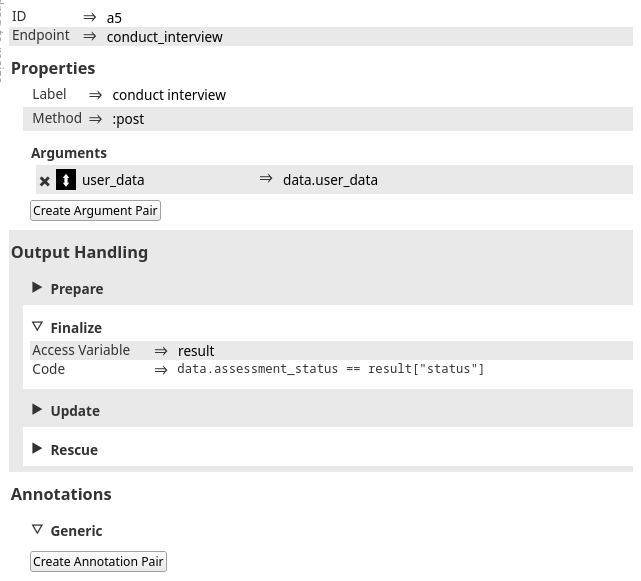 ID ⇒ a5
Endpoint ⇒ conduct_interview
Properties
Label ⇒ conduct interview
Method ⇒ :post
Arguments
user_data ⇒ data.user_data
Create Argument Pair
Output Handling
Prepare
Finalize
Access Variable ⇒ result
Code ⇒ data.assessment_status == result["status"]
Update
Rescue
Annotations
Generic
Create Annotation Pair